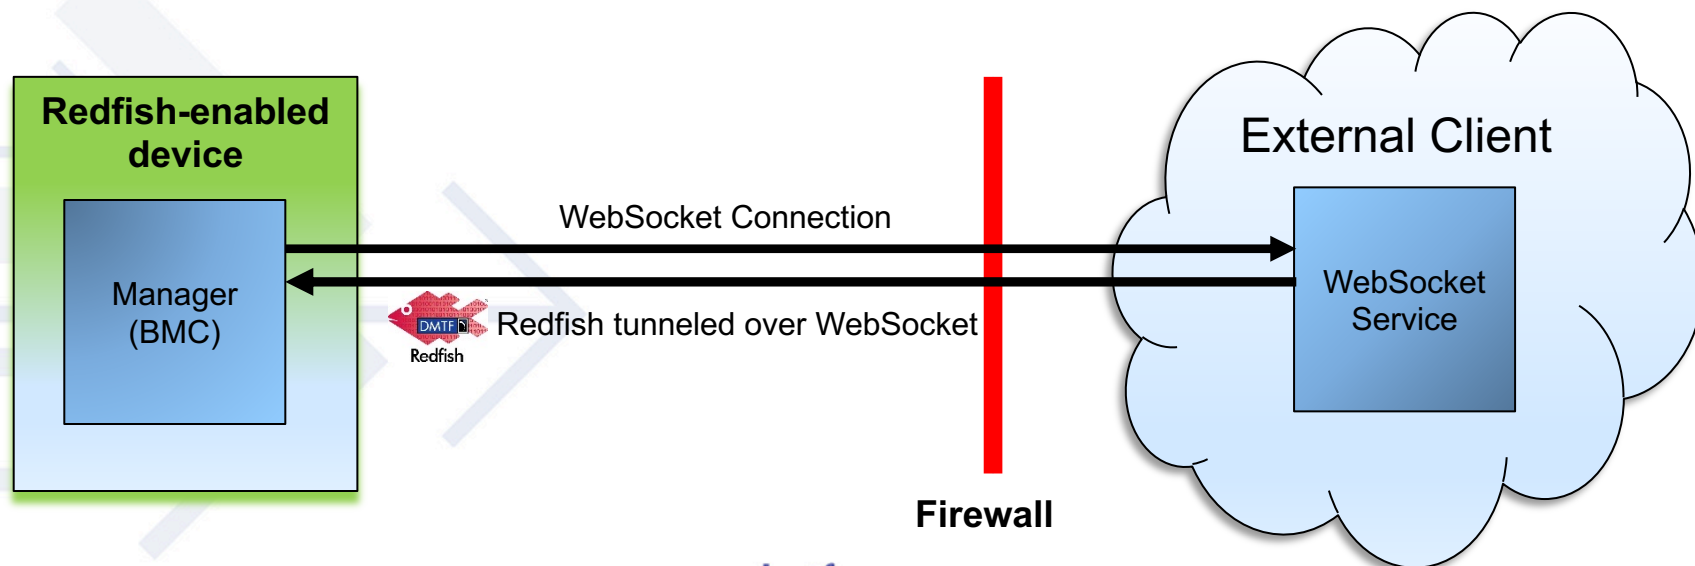 Redfish-enabled
device
Manager
(BMC)
WebSocket Connection
DMTF
Redfish
Redfish tunneled over WebSocket
Firewall
External Client
WebSocket
Service